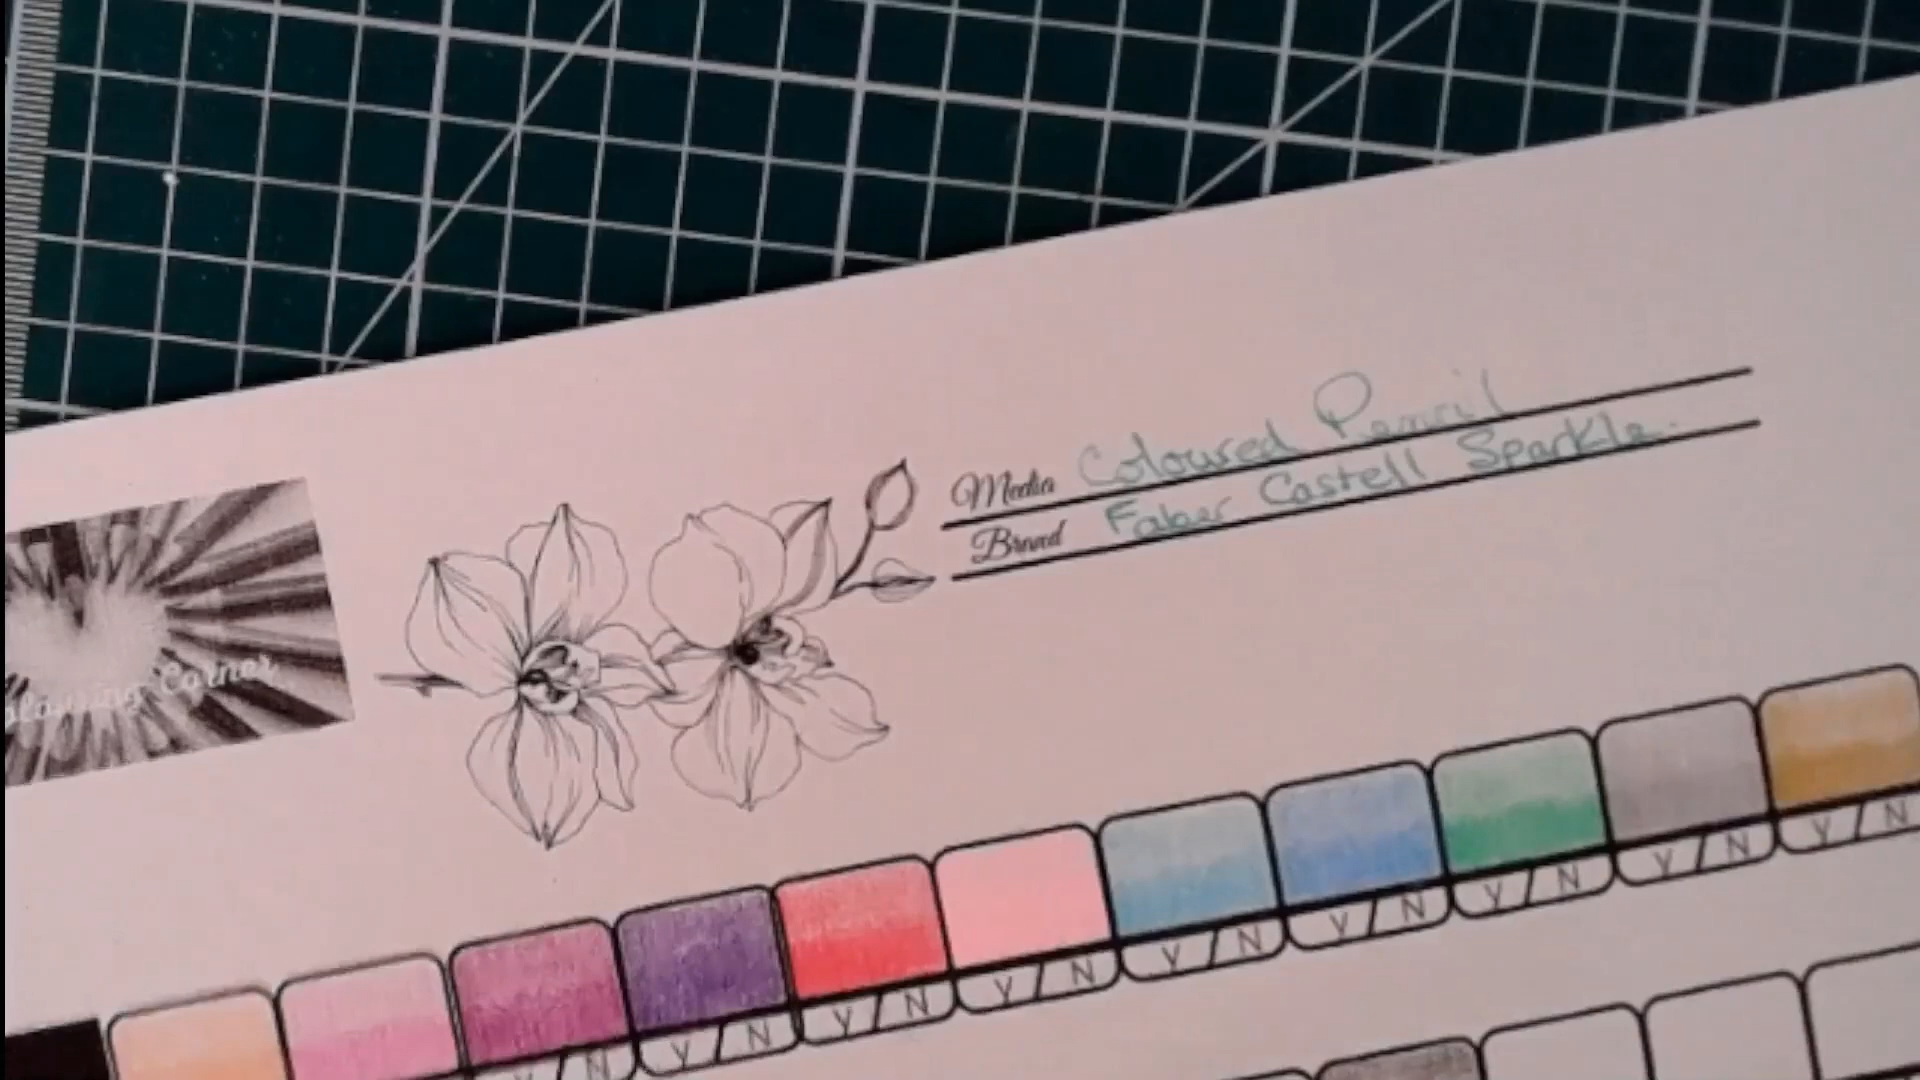 Media Coloured Pencil
Brand Faber Castell Sparkle.
Corner
Y / N Y / N Y / N Y / N Y / N Y / N Y / N Y / N